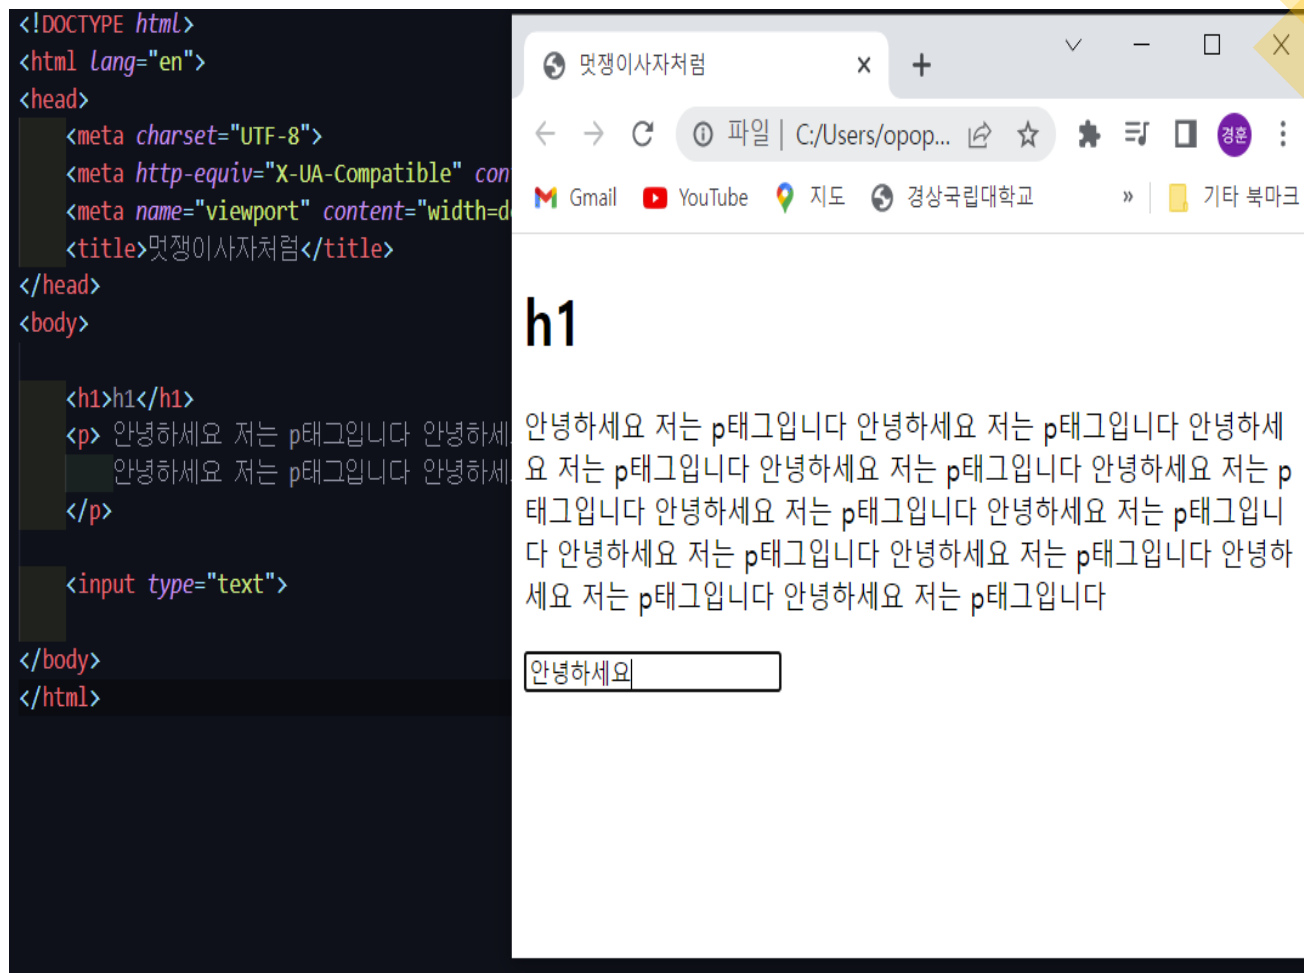 <!DOCTYPE html>
<html lang="en">
<head>
<meta charset="UTF-8">
<meta http-equiv="X-UA-Compatible" con
<meta name="viewport" content="width=d
<title>멋쟁이사자처럼</title>
</head>
<body>
<h1>h1</h1>
<p> 안녕하세요 저는 p태그입니다 안녕하세
안녕하세요 저는 p태그입니다 안녕하세
</p>
<input type="text">
</body>
</html>
멋쟁이사자처럼
파일 | C:/Users/opop... 경훈
Gmail YouTube 지도 경상국립대학교 » 기타 북마크
h1
안녕하세요 저는 p태그입니다 안녕하세요 저는 p태그입니다 안녕하세
요 저는 p태그입니다 안녕하세요 저는 p태그입니다 안녕하세요 저는 p
태그입니다 안녕하세요 저는 p태그입니다 안녕하세요 저는 p태그입니
다 안녕하세요 저는 p태그입니다 안녕하세요 저는 p태그입니다 안녕하
세요 저는 p태그입니다 안녕하세요 저는 p태그입니다
안녕하세요